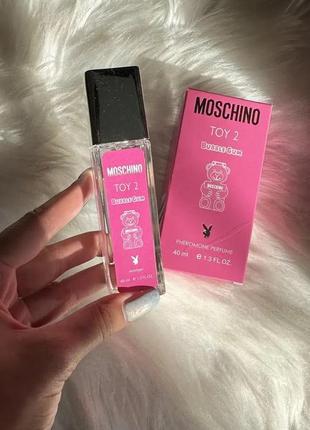 MOSCHINO
TOY 2
BUBBLE GUM
40 ml e 1.3 FL.OZ.
MOSCHINO
TOY 2
BUBBLE GUM
MOSCHINO
PHEROMONE PERFUME
40 ml e 1.3 FL OZ.